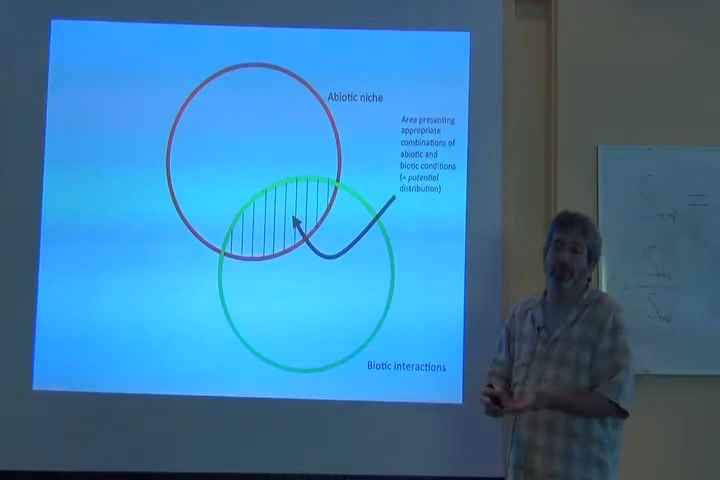 Abiotic niche
Area presenting
appropriate
combinations of
abiotic and
biotic conditions
(= potential
distribution)
Biotic interactions